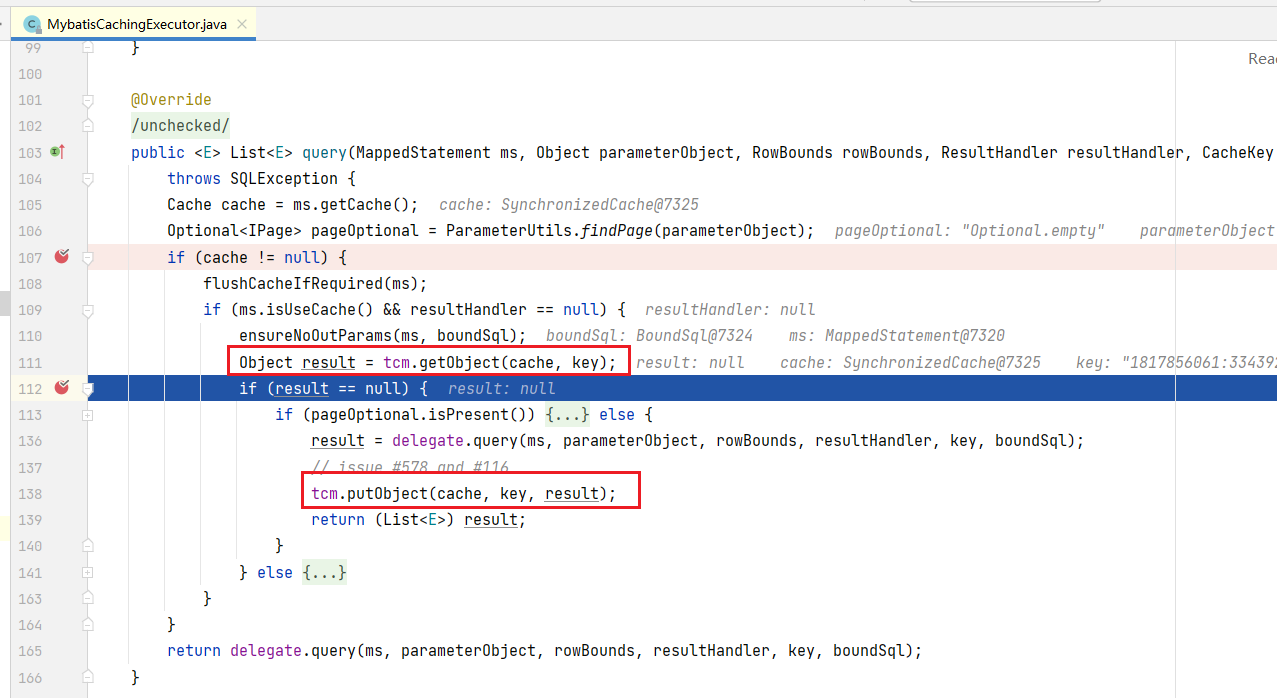 MybatisCachingExecutor.java
99 }
100
101 @Override
102 /unchecked/
103 public <E> List<E> query(MappedStatement ms, Object parameterObject, RowBounds rowBounds, ResultHandler resultHandler, CacheKey
104 throws SQLException {
105 Cache cache = ms.getCache(); cache: SynchronizedCache@7325
106 Optional<IPage> pageOptional = ParameterUtils.findPage(parameterObject); pageOptional: "Optional.empty" parameterObject
107 if (cache != null) {
108 flushCacheIfRequired(ms);
109 if (ms.isUseCache() && resultHandler == null) { resultHandler: null
110 ensureNoOutParams(ms, boundSql); boundSql: BoundSql@7324 ms: MappedStatement@7320
111 Object result = tcm.getObject(cache, key); result: null cache: SynchronizedCache@7325 key: "1817856061:334392
112 if (result == null) { result: null
113 if (pageOptional.isPresent()) {...} else {
136 result = delegate.query(ms, parameterObject, rowBounds, resultHandler, key, boundSql);
137 // issue #578 and #116
138 tcm.putObject(cache, key, result);
139 return (List<E>) result;
140 }
141 } else {...}
163 }
164 }
165 return delegate.query(ms, parameterObject, rowBounds, resultHandler, key, boundSql);
166 }